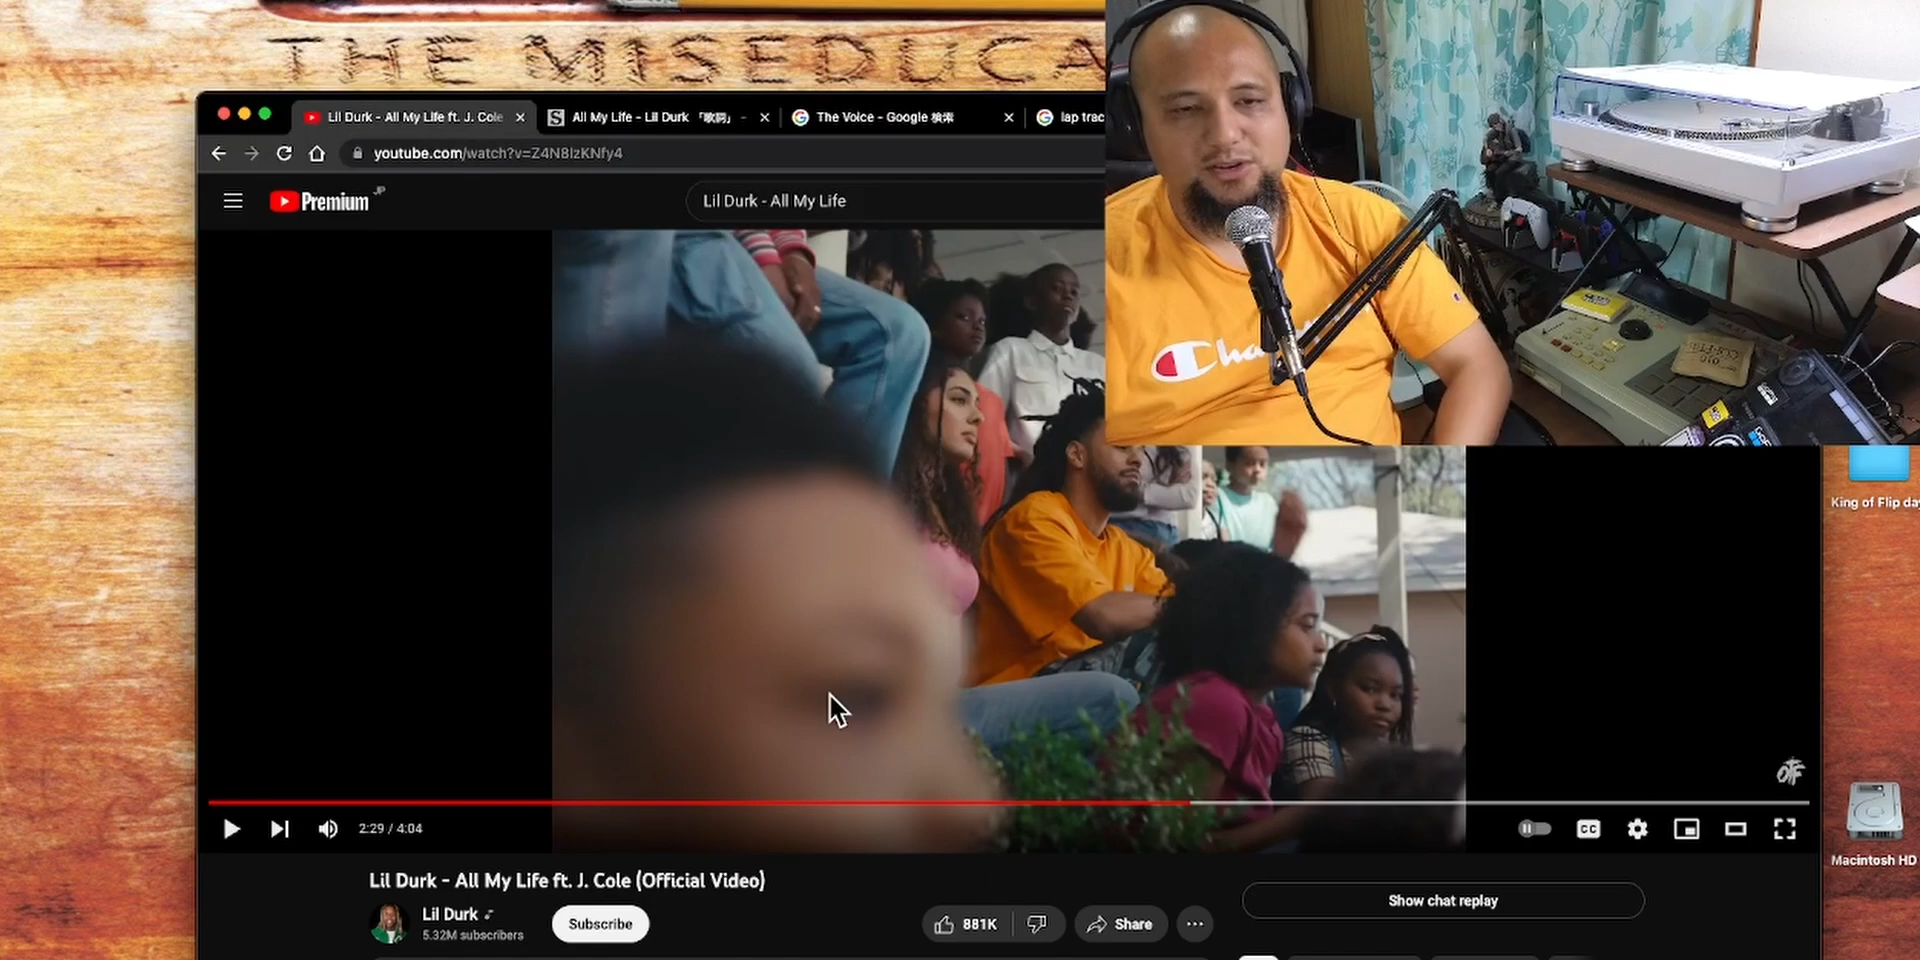 THE MISEDUCA
Lil Durk - All My Life ft. J. Cole
All My Life - Lil Durk 「歌詞」 -
The Voice - Google 検索
lap trac
youtube.com/watch?v=Z4N8IzKNfy4
Premium JP
Lil Durk - All My Life
Cha
OTF
2:29 / 4:04
CC
King of Flip da
Macintosh HD
Lil Durk - All My Life ft. J. Cole (Official Video)
Lil Durk
5.32M subscribers
Subscribe
881K
Share
Show chat replay